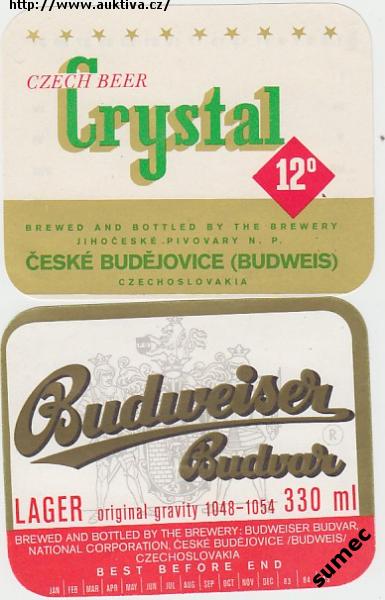 http://www.auktiva.cz/
CZECH BEER
Crystal
12°
BREWED AND BOTTLED BY THE BREWERY
JIHOČESKÉ PIVOVARY N. P.
ČESKÉ BUDĚJOVICE (BUDWEIS)
CZECHOSLOVAKIA
Budweiser
Budvar
®
LAGER original gravity 1048-1054 330 ml
BREWED AND BOTTLED BY THE BREWERY: BUDWEISER BUDVAR,
NATIONAL CORPORATION, ČESKÉ BUDĚJOVICE /BUDWEIS/
CZECHOSLOVAKIA
BEST BEFORE END
JAN FEB MAR APR MAY JUN JUL AUG SEP OCT NOV DEC 83 84
sumec